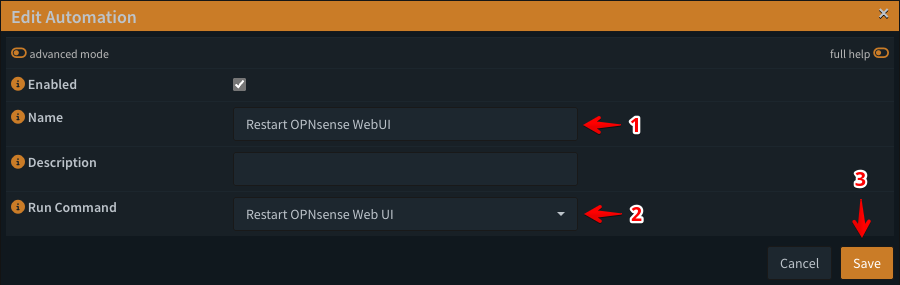 Edit Automation ×
advanced mode full help
Enabled
Name Restart OPNsense WebUI 1
Description
3
Run Command Restart OPNsense Web UI 2
Cancel Save